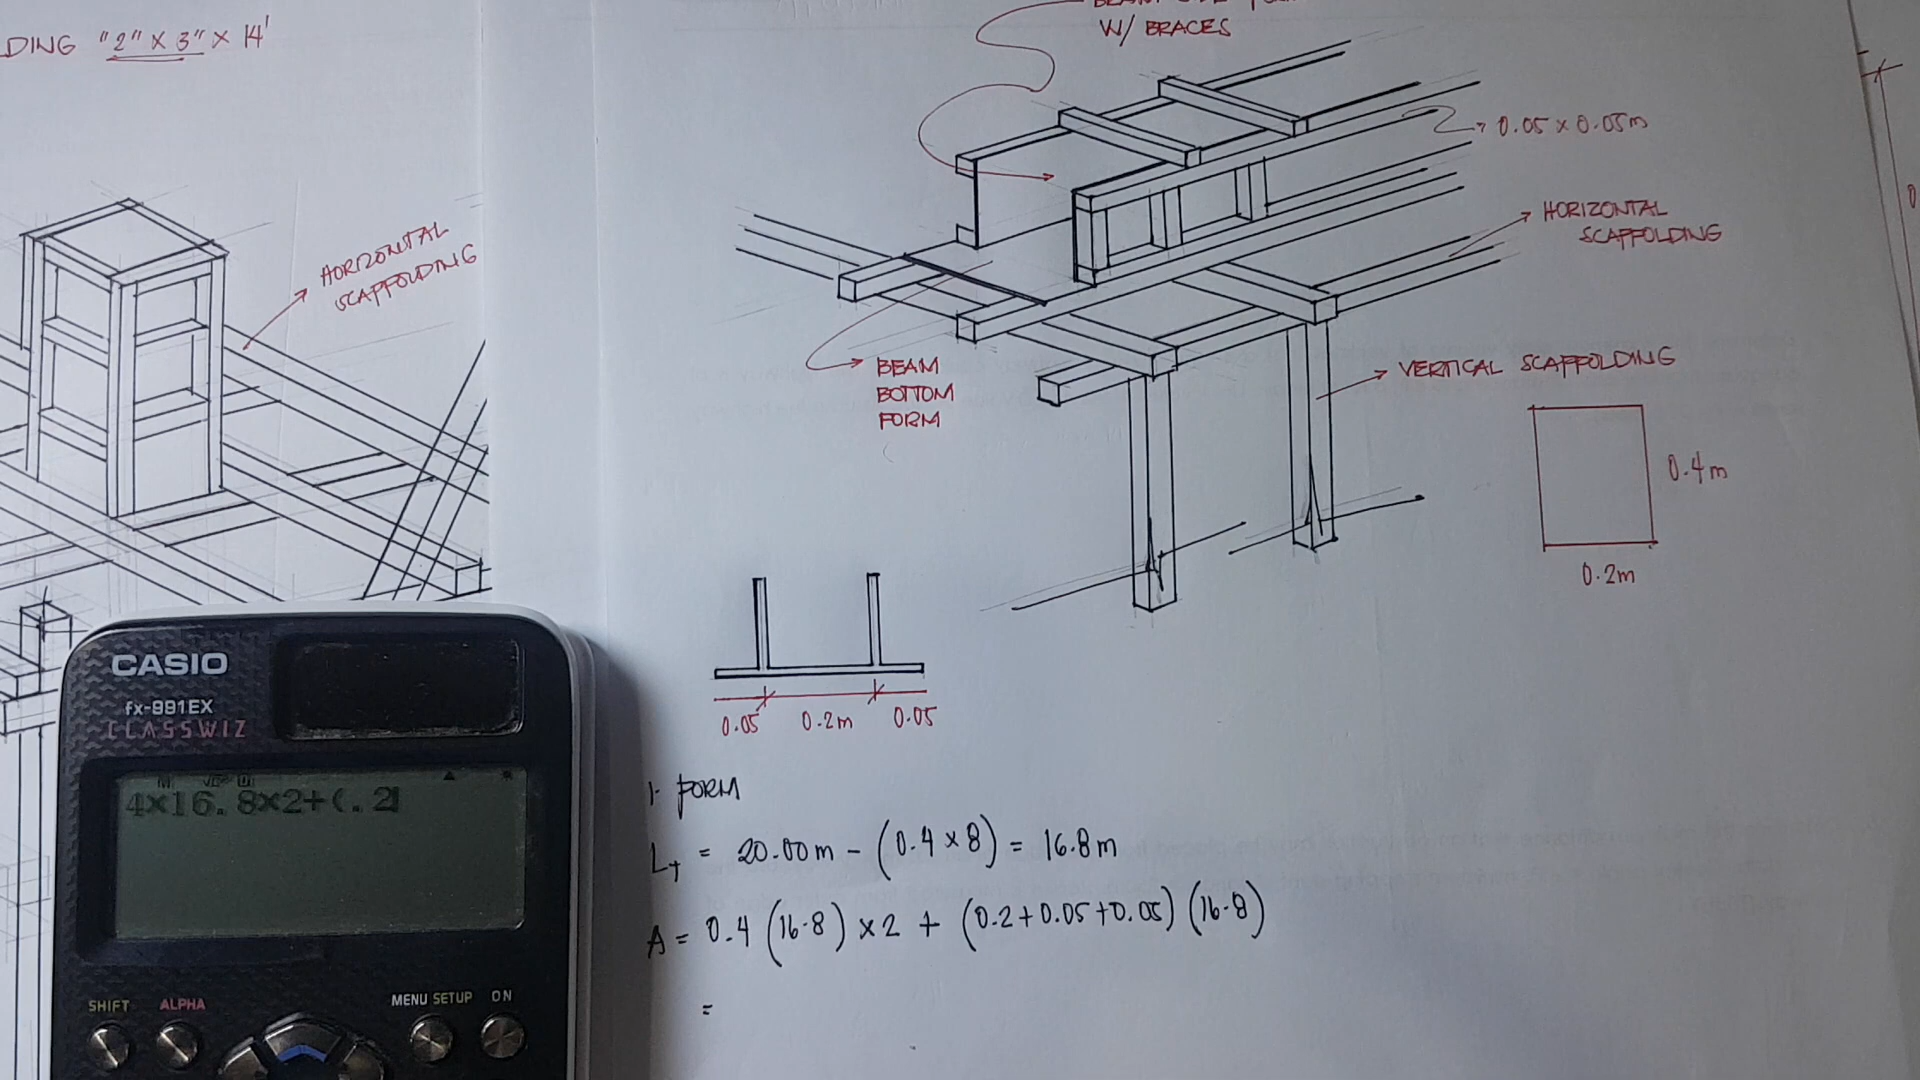 DING "2" X 3" X 14'
W/ BRACES
0.05 X 0.05m
HORIZONTAL
SCAFFOLDING
HORIZONTAL
SCAFFOLDING
BEAM
BOTTOM
FORM
VERTICAL SCAFFOLDING
0.4m
0.2m
0.05 0.2m 0.05
1- FORM
LT = 20.00m - (0.4 x 8) = 16.8m
A = 0.4 (16.8) x 2 + (0.2 + 0.05 + 0.05) (16.8)
=
CASIO
fx-991EX
CLASSWIZ
4×16.8×2+(.2
SHIFT ALPHA MENU SETUP ON